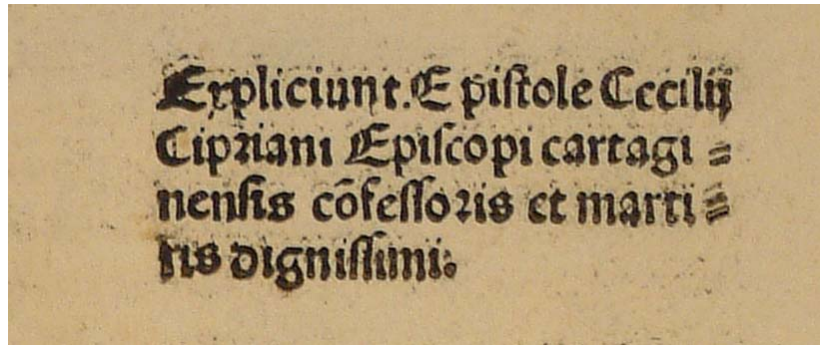 Expliciunt. Epistole Cecilij
Cipriani Episcopi cartagi=
nensis cōfessoris et marti=
ris dignissimi.